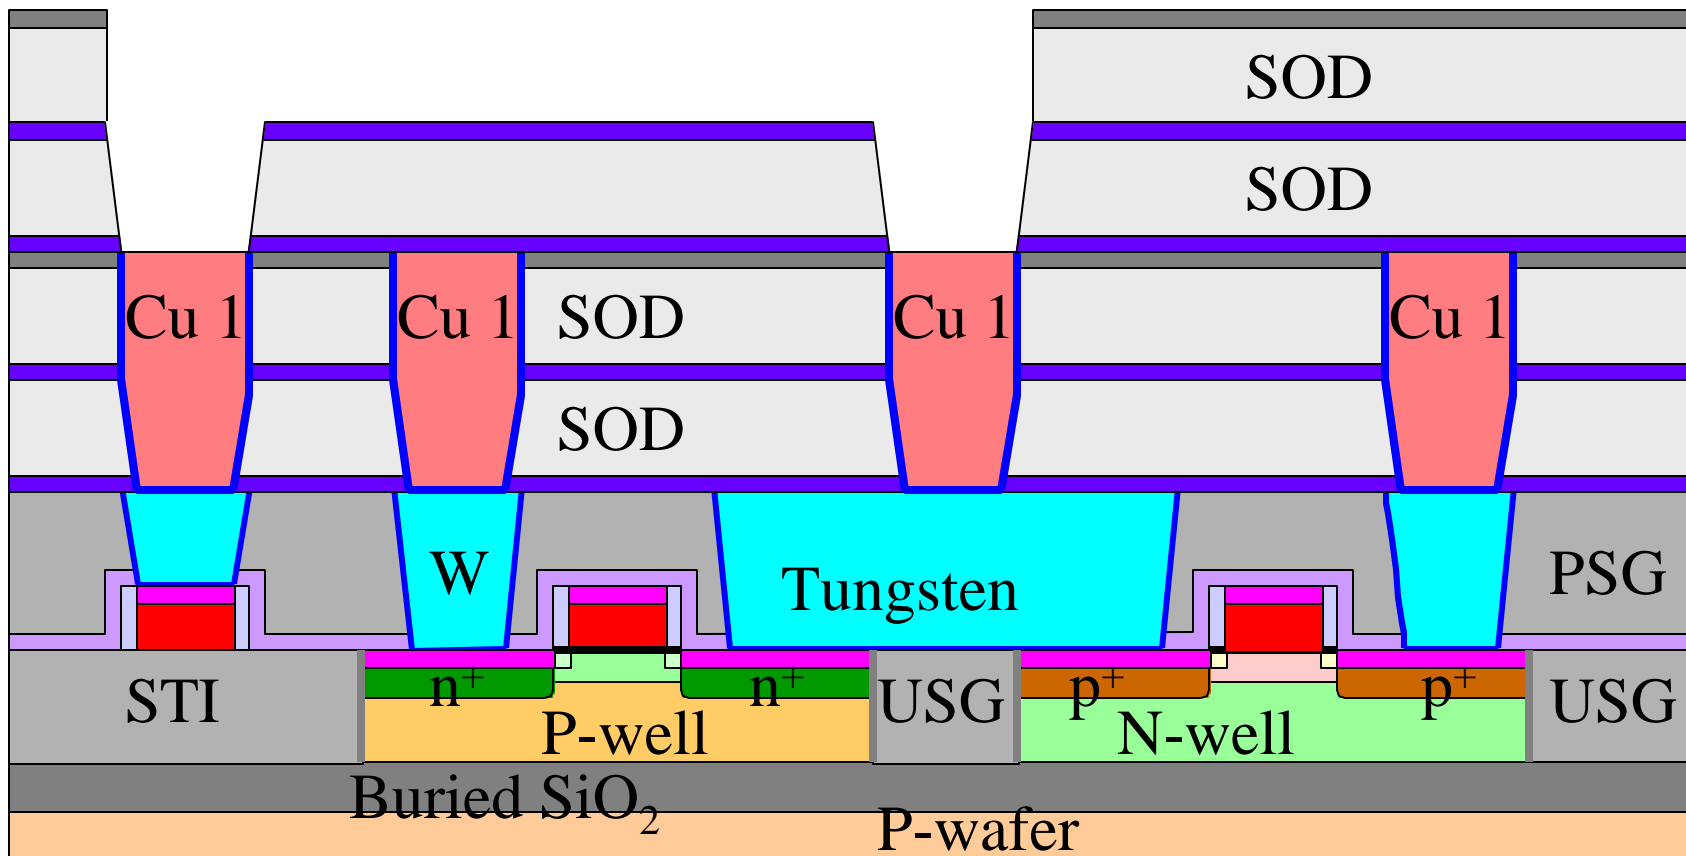 SOD
SOD
Cu 1
Cu 1
SOD
Cu 1
Cu 1
SOD
W
Tungsten
PSG
STI
n⁺
n⁺
USG
p⁺
p⁺
USG
P-well
N-well
Buried SiO₂
P-wafer